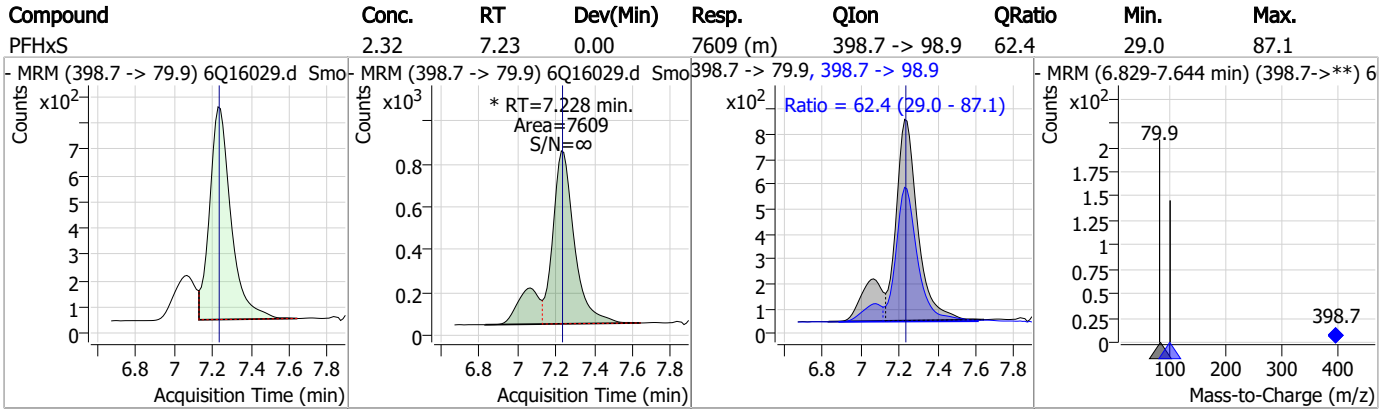 Compound Conc. RT Dev(Min) Resp. QIon QRatio Min. Max.
PFHxS 2.32 7.23 0.00 7609 (m) 398.7 -> 98.9 62.4 29.0 87.1
- MRM (398.7 -> 79.9) 6Q16029.d Smo
Counts
x10²
7
6
5
4
3
2
1
0
6.8 7 7.2 7.4 7.6 7.8
Acquisition Time (min)
- MRM (398.7 -> 79.9) 6Q16029.d Smo
Counts
x10³
* RT=7.228 min.
Area=7609
S/N=∞
0.8
0.6
0.4
0.2
0
6.8 7 7.2 7.4 7.6 7.8
Acquisition Time (min)
398.7 -> 79.9, 398.7 -> 98.9
x10²
Ratio = 62.4 (29.0 - 87.1)
8
7
6
5
4
3
2
1
0
6.8 7 7.2 7.4 7.6 7.8
Acquisition Time (min)
- MRM (6.829-7.644 min) (398.7->**) 6
Counts
x10²
79.9
2
1.75
1.5
1.25
1
0.75
0.5
0.25
0
398.7
100 200 300 400
Mass-to-Charge (m/z)